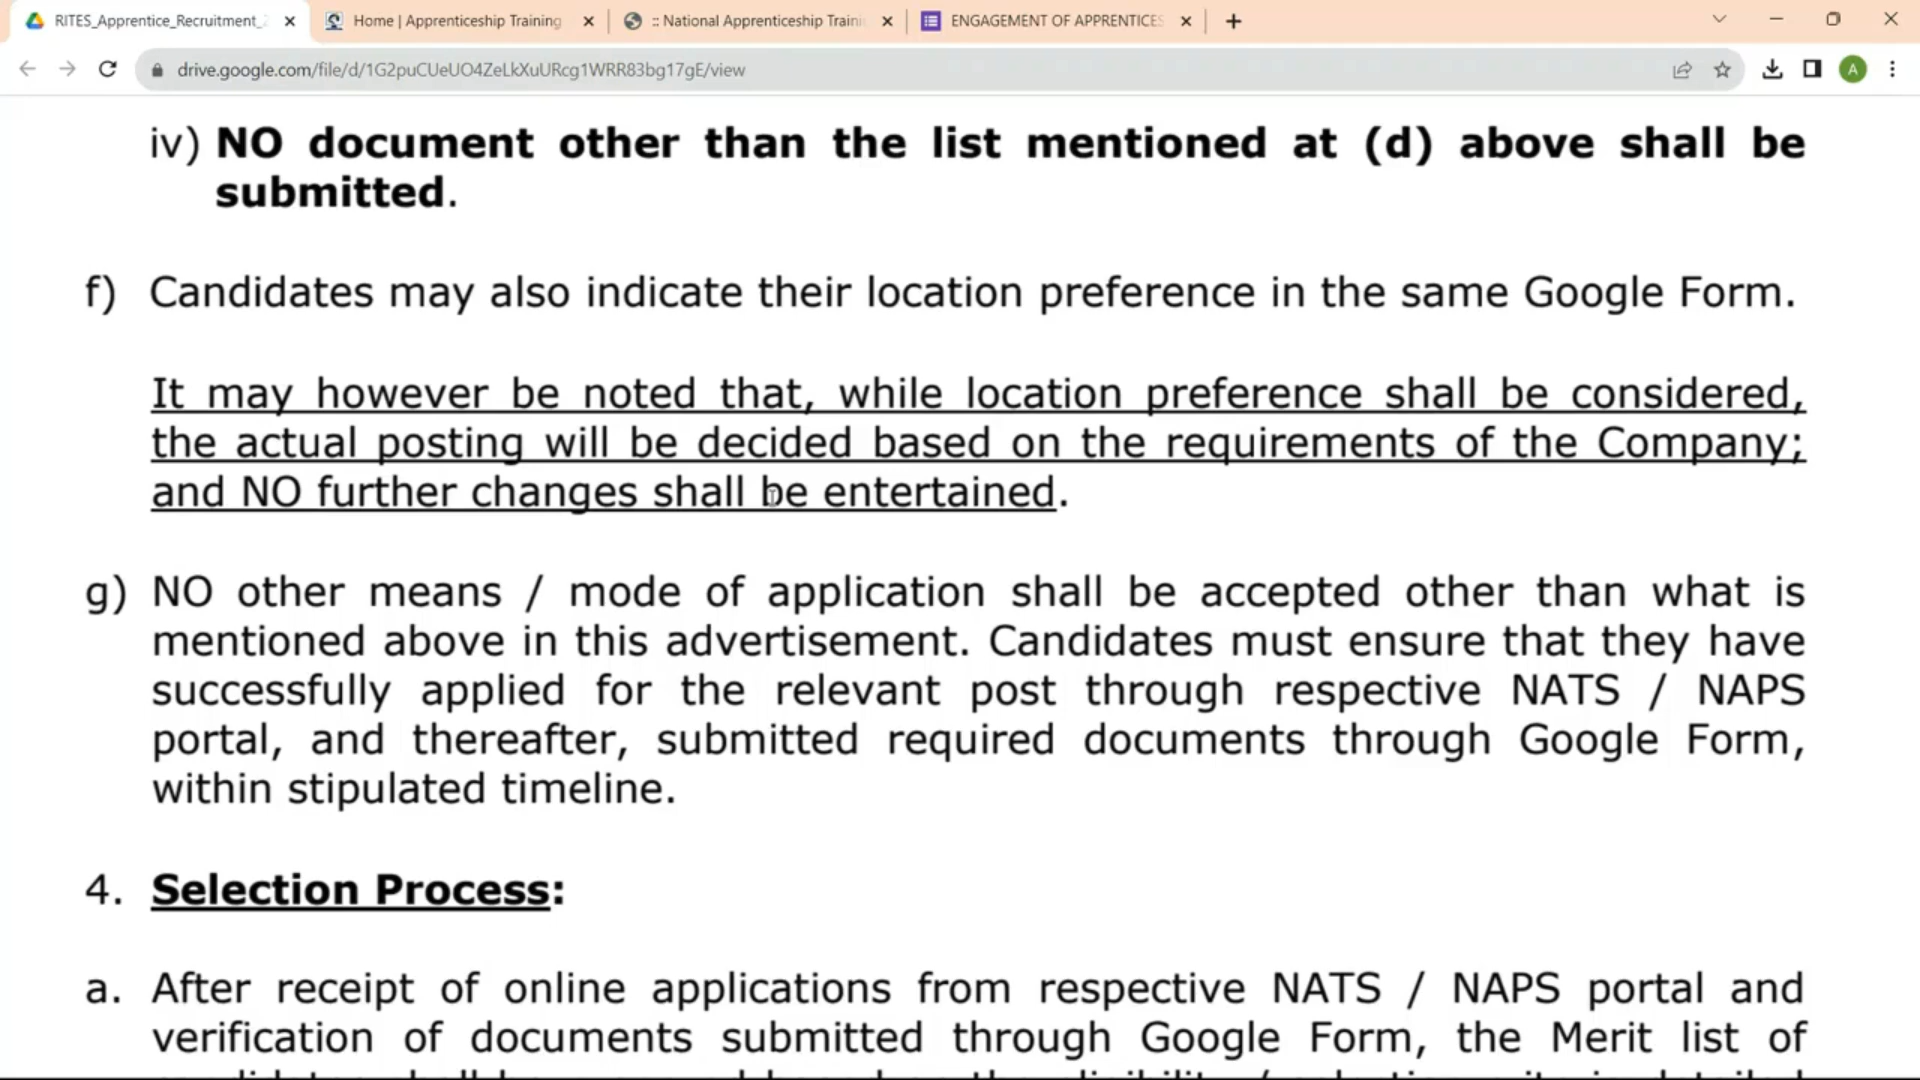 RITES_Apprentice_Recruitment_2
Home | Apprenticeship Training
:: National Apprenticeship Traini
ENGAGEMENT OF APPRENTICES
drive.google.com/file/d/1G2puCUeUO4ZeLkXuURcg1WRR83bg17gE/view
A
iv) NO document other than the list mentioned at (d) above shall be
submitted.
f) Candidates may also indicate their location preference in the same Google Form.
It may however be noted that, while location preference shall be considered,
the actual posting will be decided based on the requirements of the Company;
and NO further changes shall be entertained.
g) NO other means / mode of application shall be accepted other than what is
mentioned above in this advertisement. Candidates must ensure that they have
successfully applied for the relevant post through respective NATS / NAPS
portal, and thereafter, submitted required documents through Google Form,
within stipulated timeline.
4. Selection Process:
a. After receipt of online applications from respective NATS / NAPS portal and
verification of documents submitted through Google Form, the Merit list of